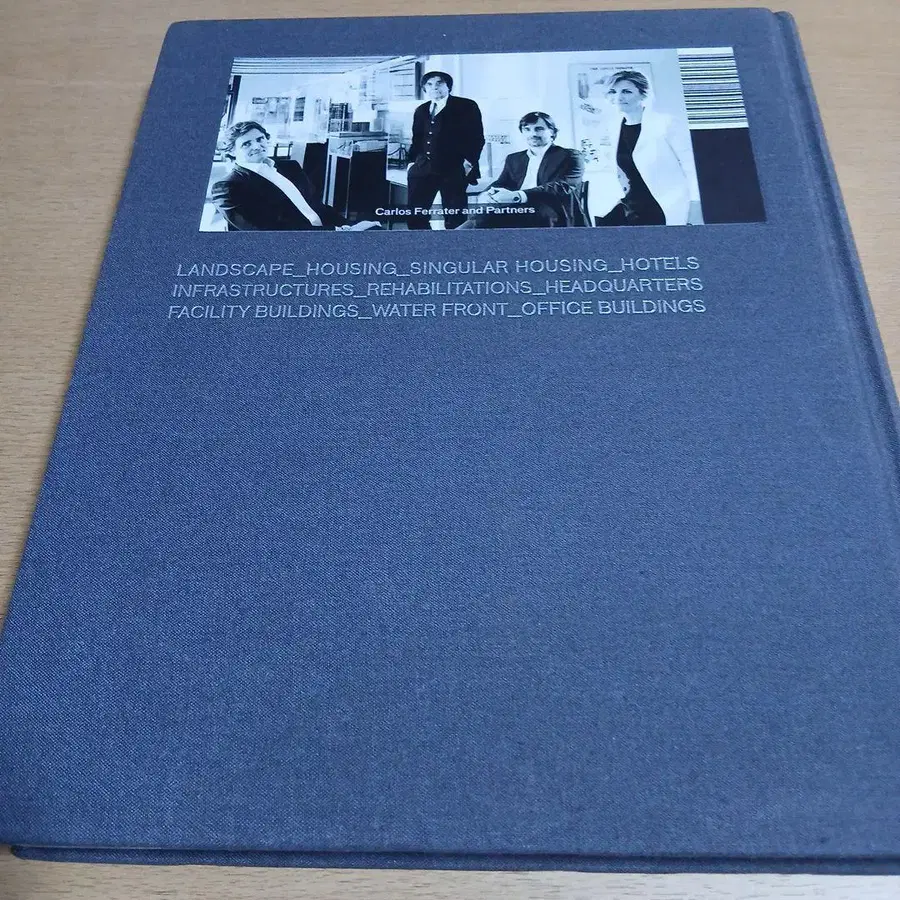 Carlos Ferrater and Partners
LANDSCAPE_HOUSING_SINGULAR HOUSING_HOTELS
INFRASTRUCTURES_REHABILITATIONS_HEADQUARTERS
FACILITY BUILDINGS_WATER FRONT_OFFICE BUILDINGS